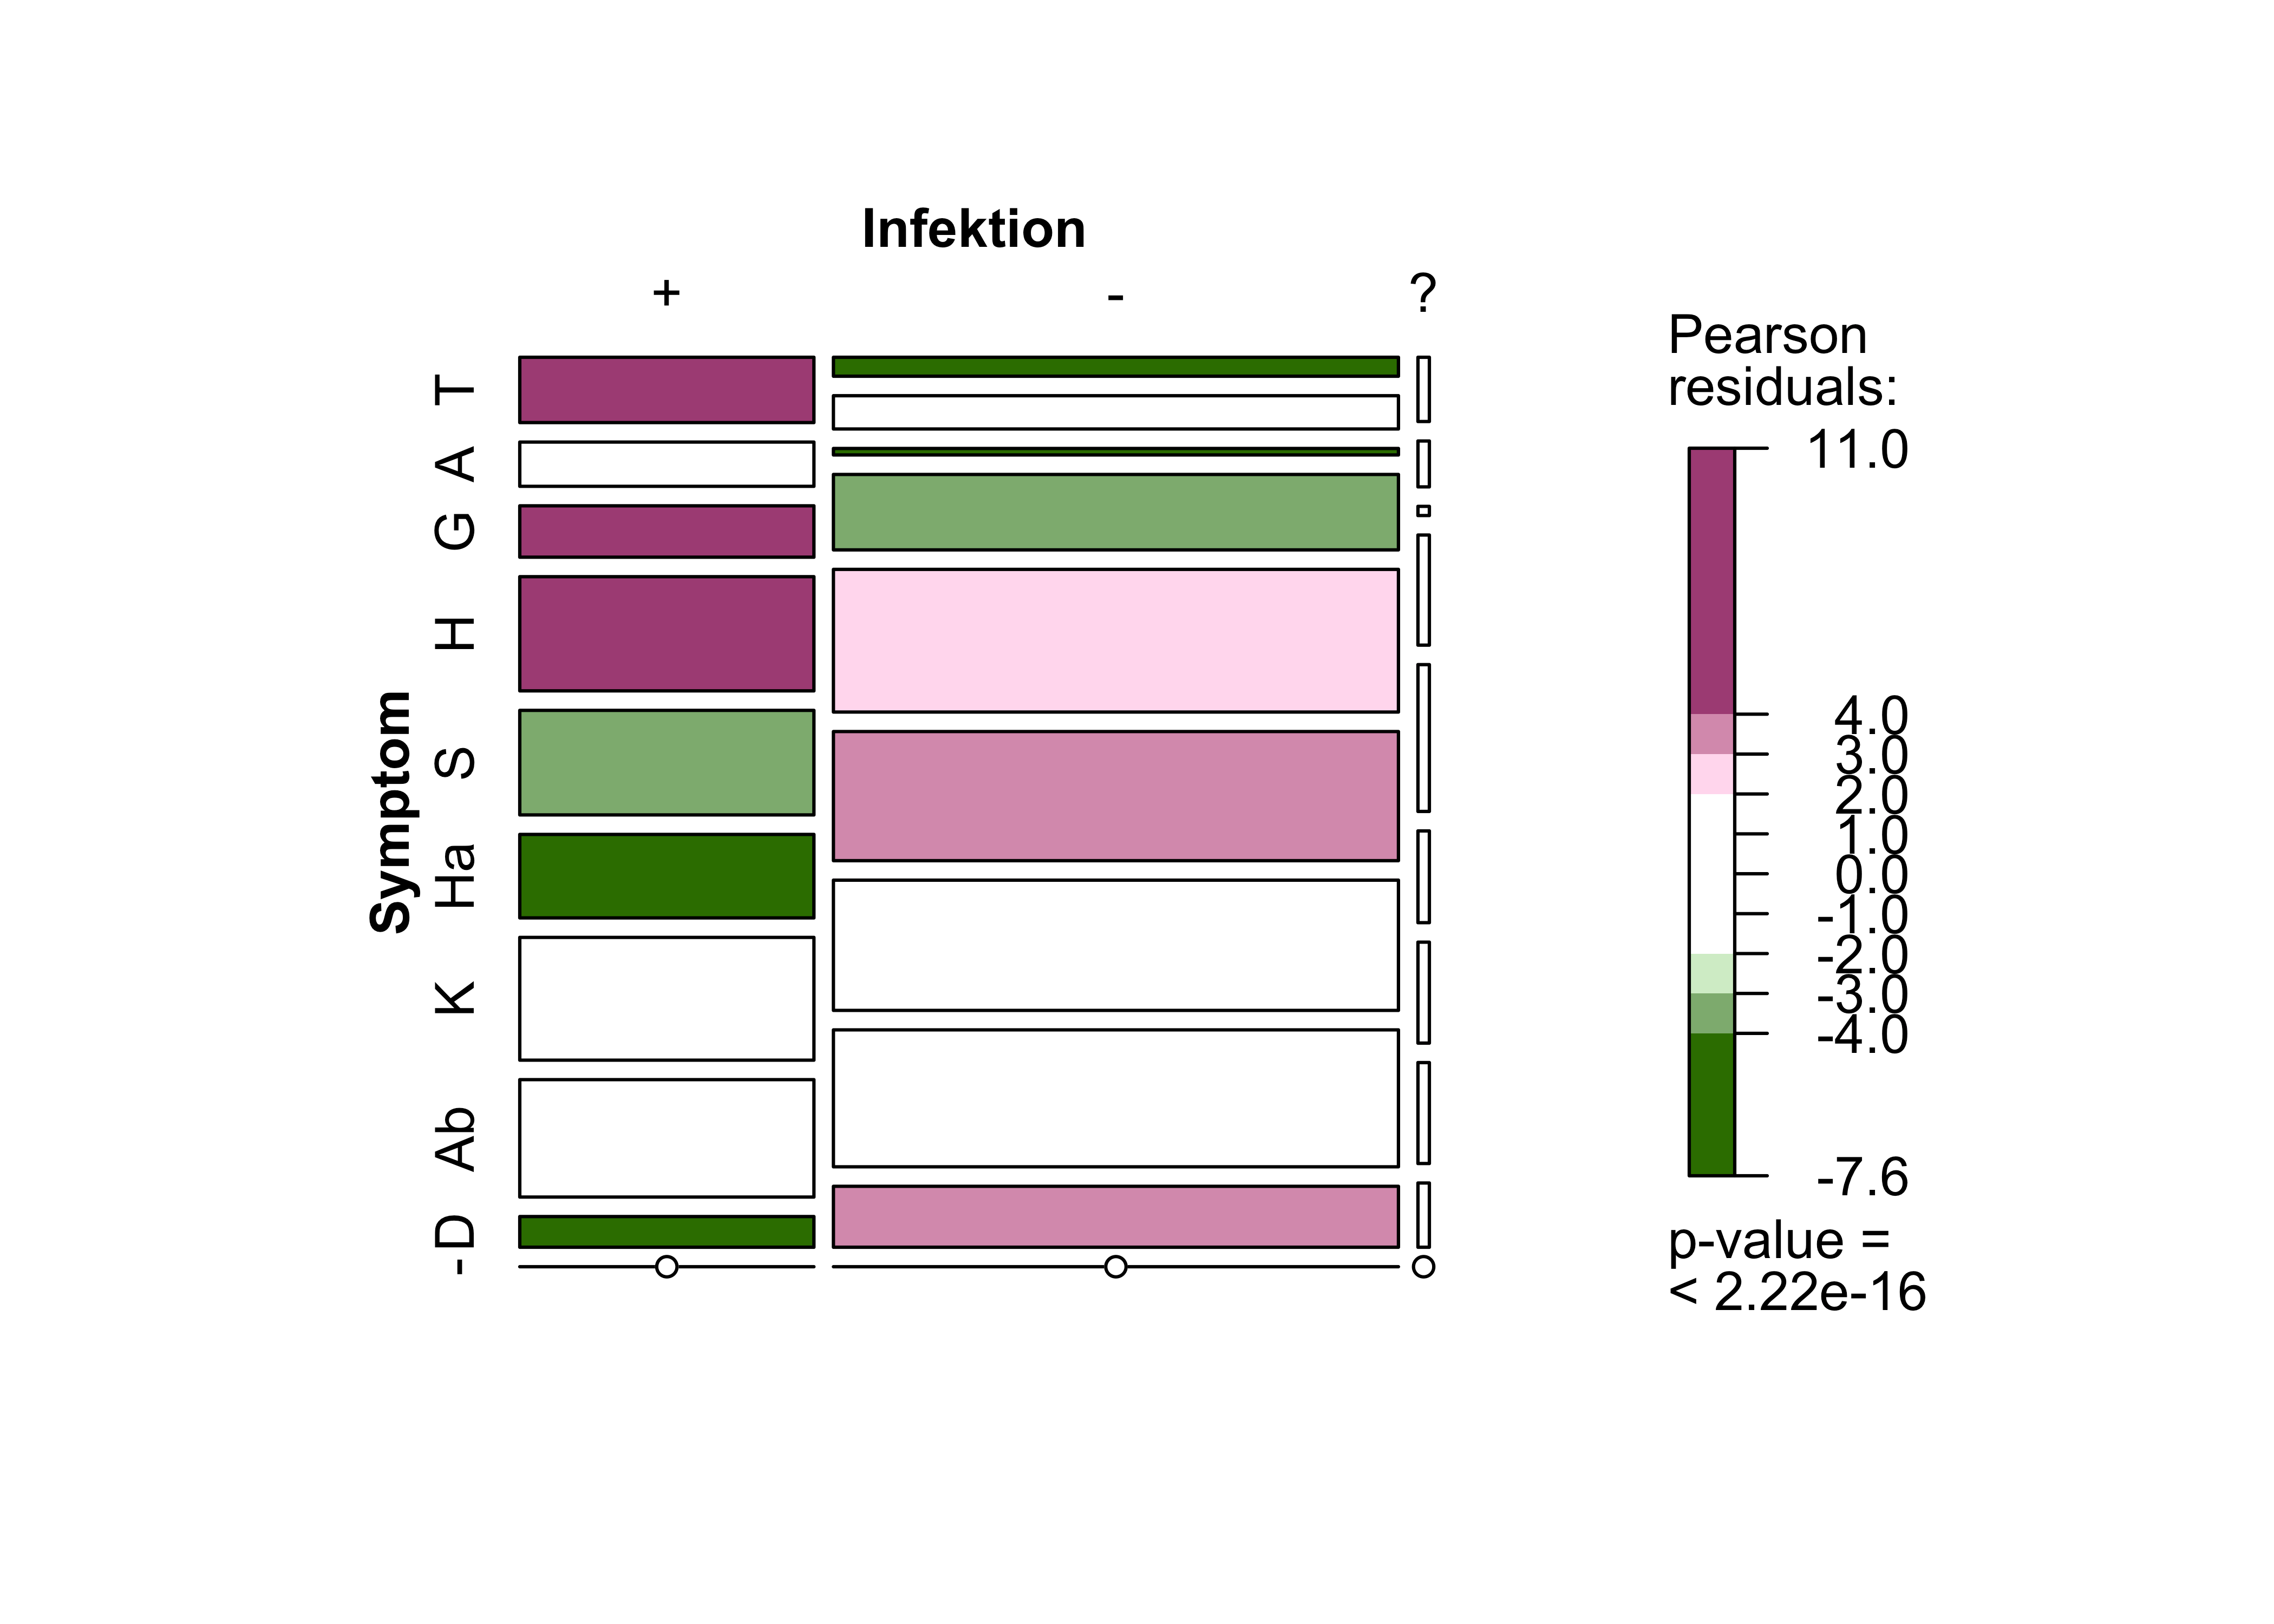 Infektion
+ - ?
Symptom
T
A
G
H
S
Ha
K
Ab
D
-
Pearson
residuals:
11.0
4.0
3.0
2.0
1.0
0.0
-1.0
-2.0
-3.0
-4.0
-7.6
p-value =
< 2.22e-16